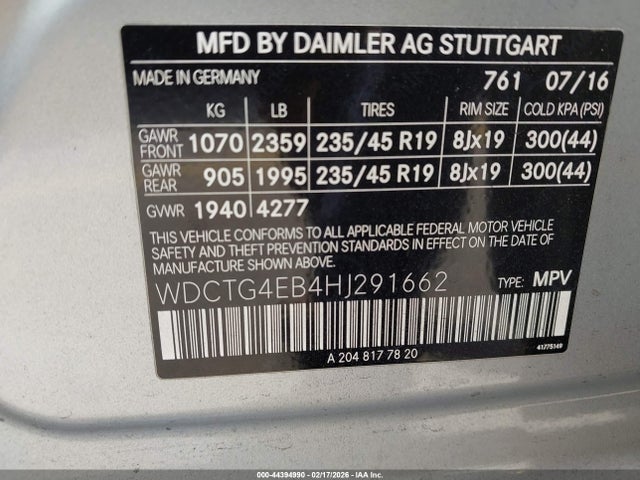 MFD BY DAIMLER AG STUTTGART
MADE IN GERMANY 761 07/16
KG LB TIRES RIM SIZE COLD KPA (PSI)
GAWR FRONT 1070 2359 235/45 R19 8Jx19 300(44)
GAWR REAR 905 1995 235/45 R19 8Jx19 300(44)
GVWR 1940 4277
THIS VEHICLE CONFORMS TO ALL APPLICABLE FEDERAL MOTOR VEHICLE
SAFETY AND THEFT PREVENTION STANDARDS IN EFFECT ON THE DATE OF
MANUFACTURE SHOWN ABOVE.
WDCTG4EB4HJ291662 TYPE: MPV
A 204 817 78 20 41775149
000-44394990 - 02/17/2026 - IAAI.COM